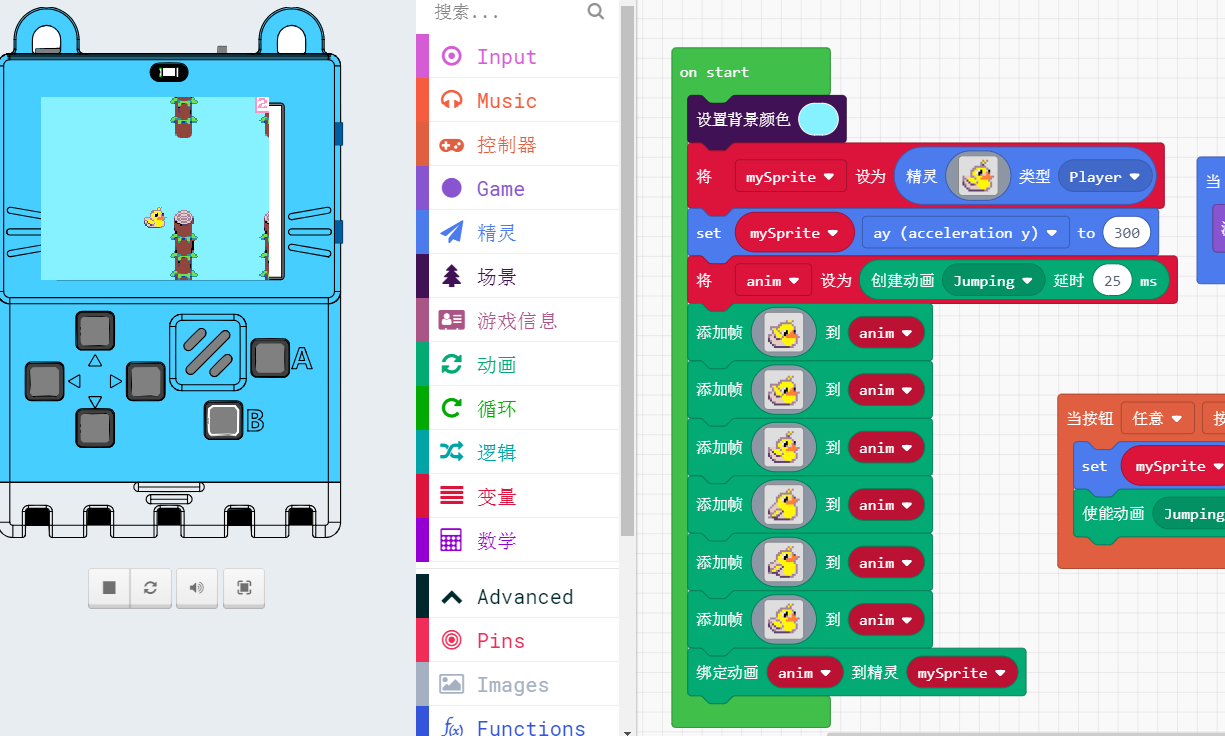 2
A
B
搜索...
Input
Music
控制器
Game
精灵
场景
游戏信息
动画
循环
逻辑
变量
数学
Advanced
Pins
Images
f(x) Functions
on start
设置背景颜色
将 mySprite 设为 精灵 类型 Player
set mySprite ay (acceleration y) to 300
将 anim 设为 创建动画 Jumping 延时 25 ms
添加帧 到 anim
添加帧 到 anim
添加帧 到 anim
添加帧 到 anim
添加帧 到 anim
添加帧 到 anim
绑定动画 anim 到精灵 mySprite
当
当按钮 任意 按
set mySprite
使能动画 Jumping